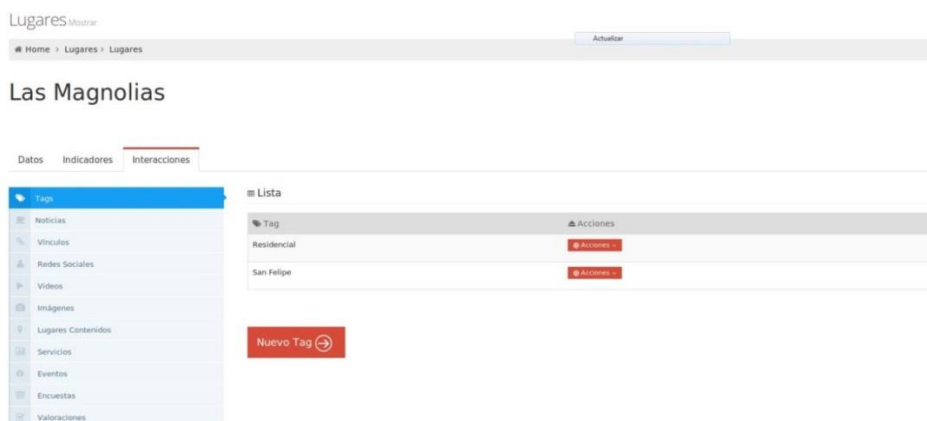 Lugares Mostrar
Actualizar
Home > Lugares > Lugares
Las Magnolias
Datos Indicadores Interacciones
Tags
Noticias
Vínculos
Redes Sociales
Videos
Imágenes
Lugares Contenidos
Servicios
Eventos
Encuestas
Valoraciones
Lista
Tag Acciones
Residencial Acciones
San Felipe Acciones
Nuevo Tag